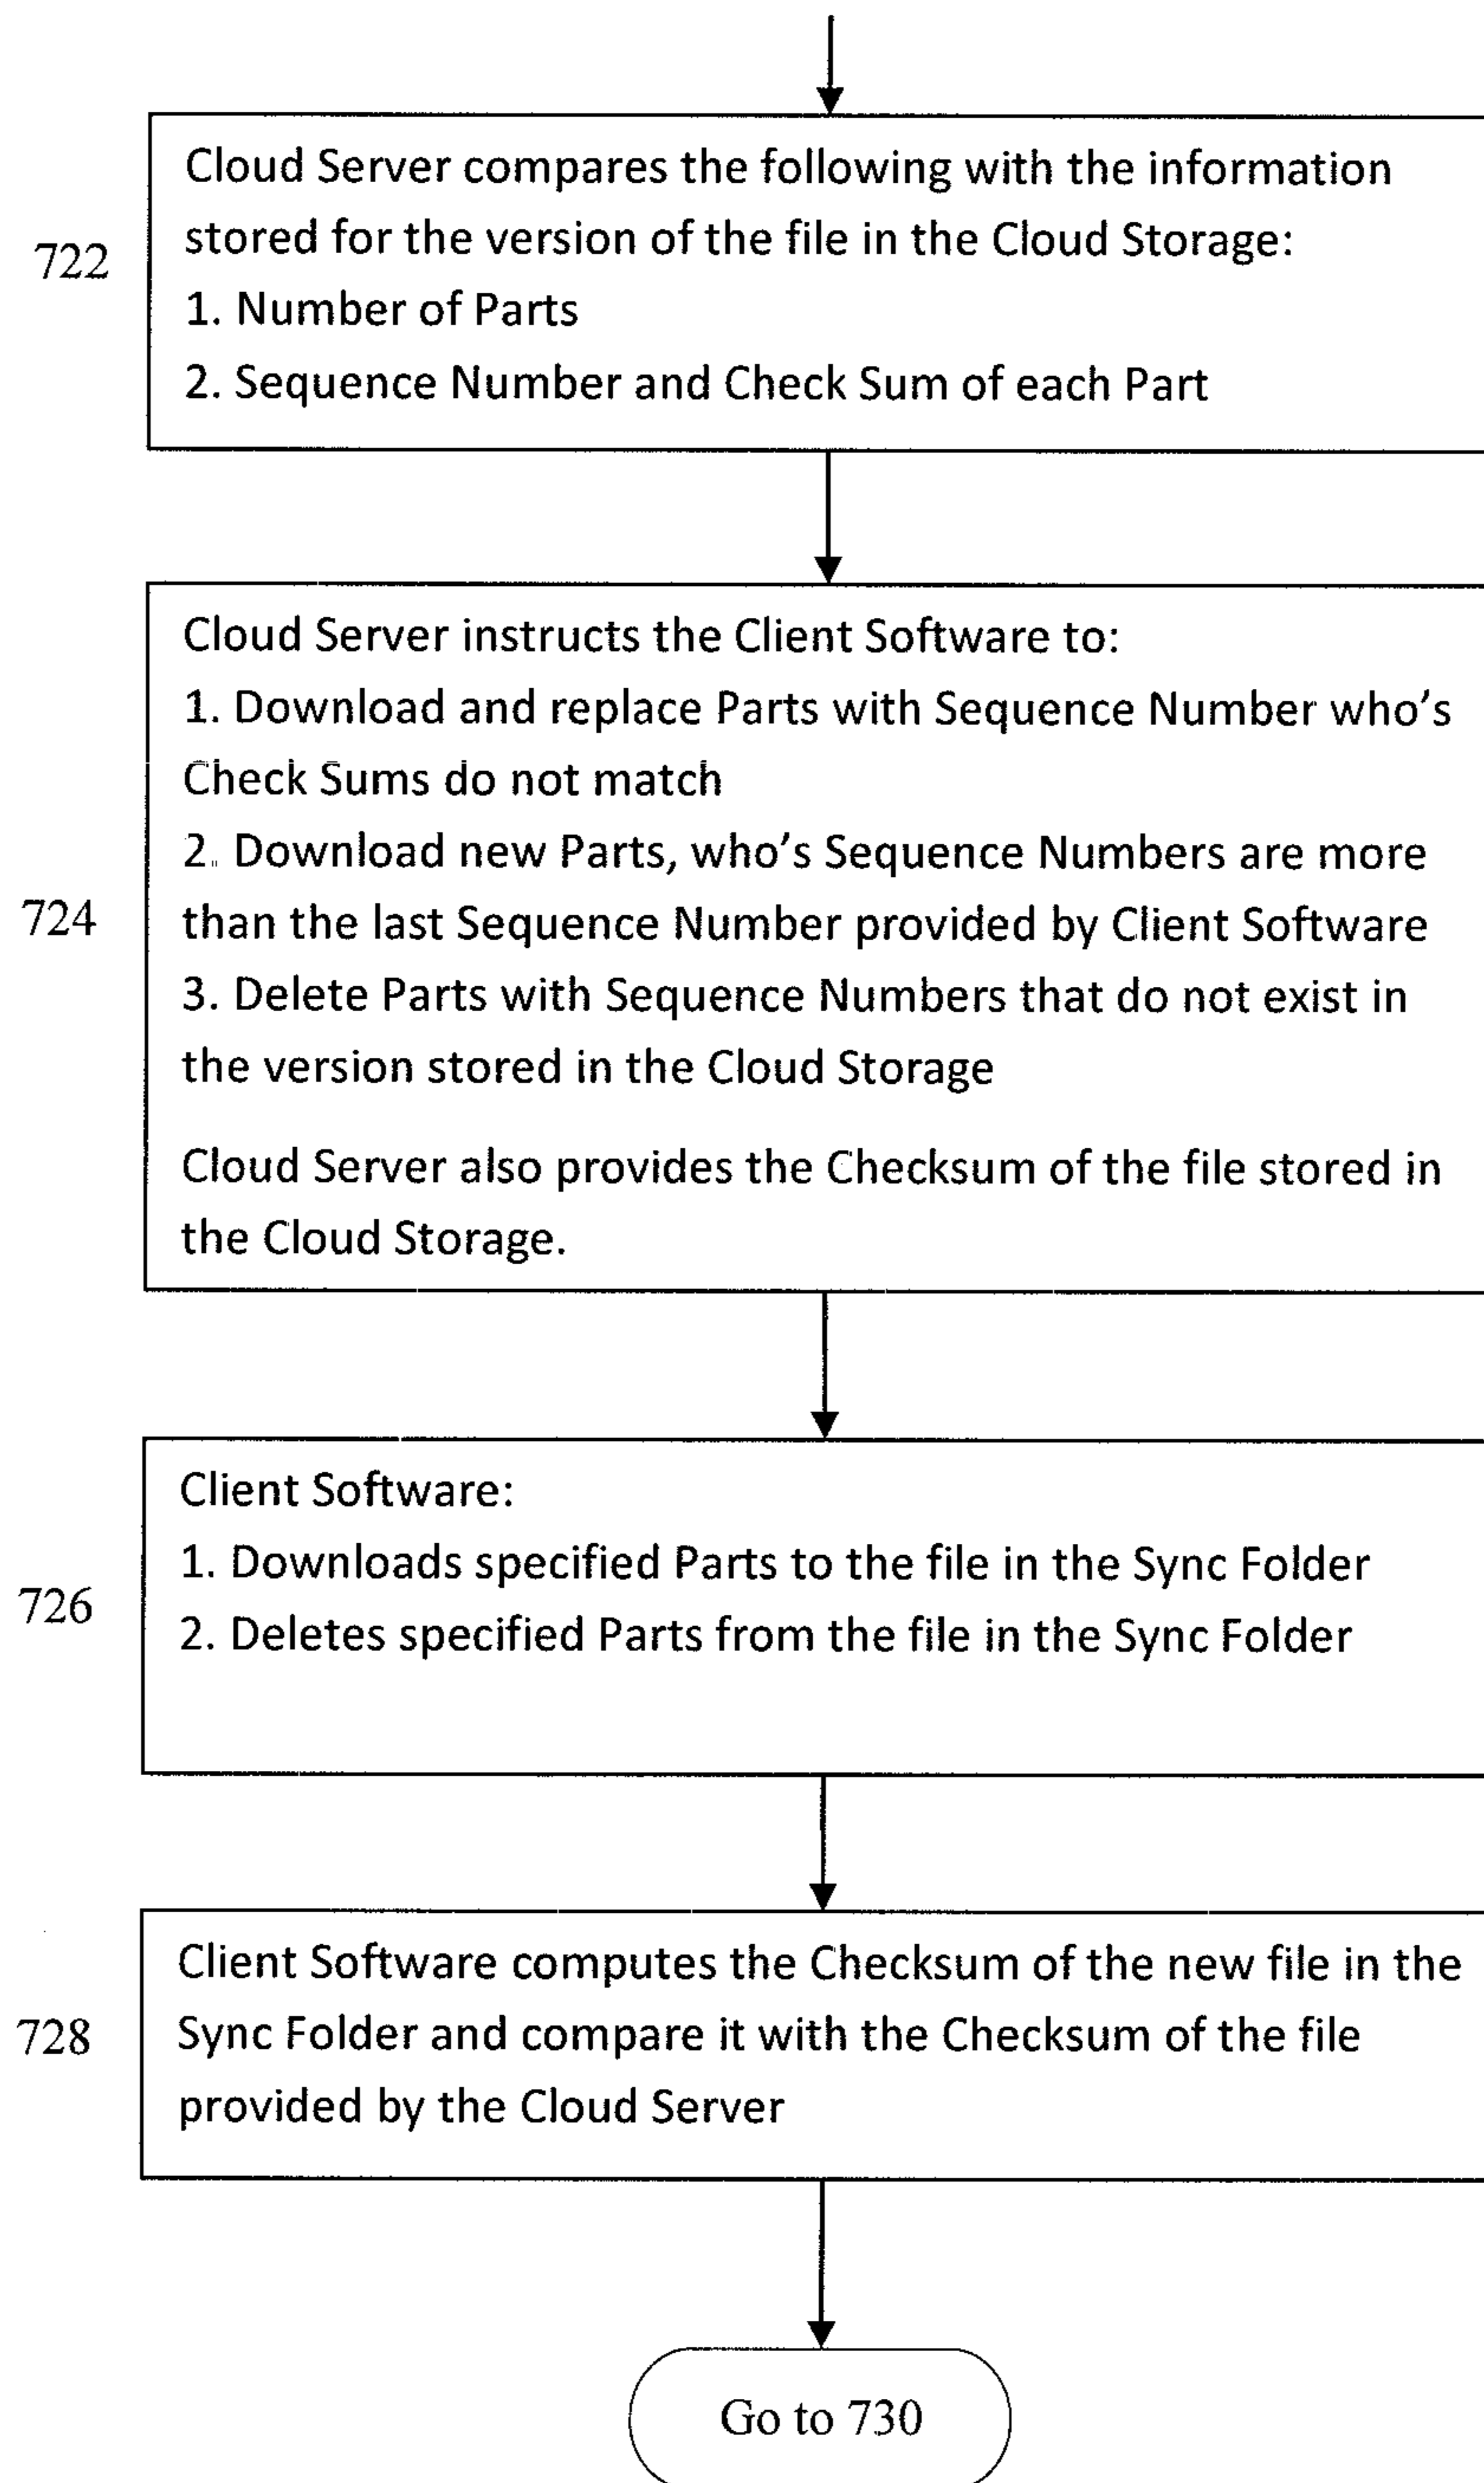 Cloud Server compares the following with the information
stored for the version of the file in the Cloud Storage:
722
1. Number of Parts
2. Sequence Number and Check Sum of each Part
Cloud Server instructs the Client Software to:
1. Download and replace Parts with Sequence Number who's
Check Sums do not match
2. Download new Parts, who's Sequence Numbers are more
724
than the last Sequence Number provided by Client Software
3. Delete Parts with Sequence Numbers that do not exist in
the version stored in the Cloud Storage
Cloud Server also provides the Checksum of the file stored in
the Cloud Storage.
Client Software:
1. Downloads specified Parts to the file in the Sync Folder
726
2. Deletes specified Parts from the file in the Sync Folder
Client Software computes the Checksum of the new file in the
728
Sync Folder and compare it with the Checksum of the file
provided by the Cloud Server
Go to 730